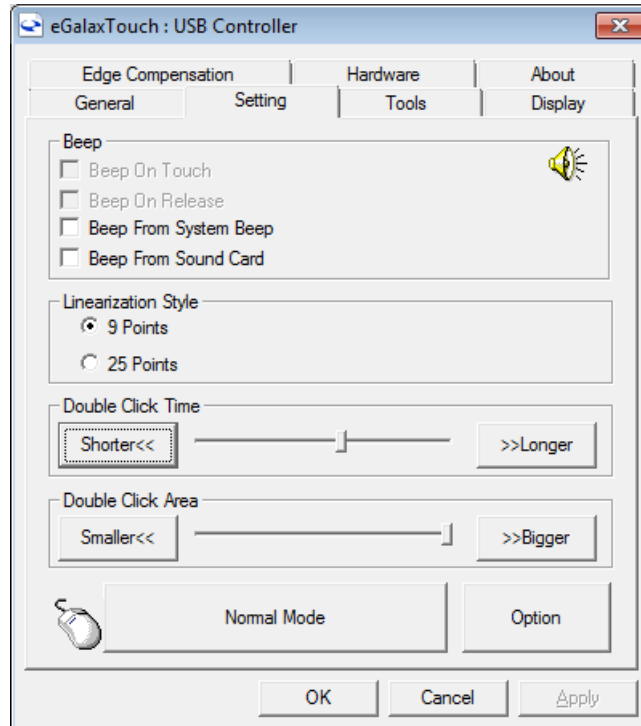 eGalaxTouch : USB Controller
Edge Compensation Hardware About
General Setting Tools Display
Beep
Beep On Touch
Beep On Release
Beep From System Beep
Beep From Sound Card
Linearization Style
9 Points
25 Points
Double Click Time
Shorter<< >>Longer
Double Click Area
Smaller<< >>Bigger
Normal Mode Option
OK Cancel Apply